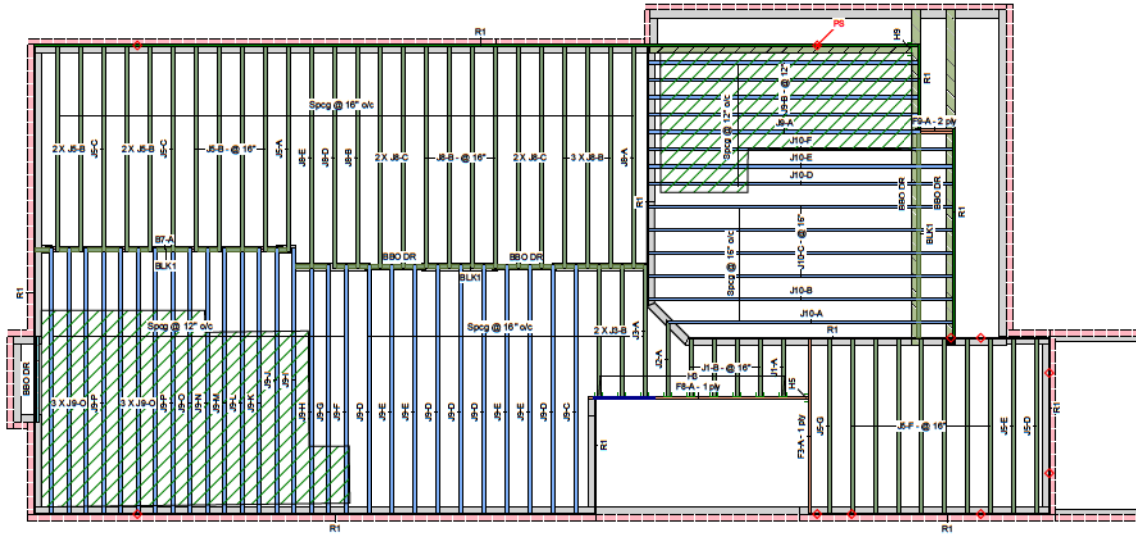 R1
PS
H9
R1
Spcg @ 16" o/c
Spcg @ 12" o/c
J9-B - @ 12"
J9-A
F9-A - 2 ply
2 X J5-B
J5-C
2 X J5-B
J5-C
J5-B - @ 16"
J5-A
J8-E
J8-D
J8-B
2 X J8-C
J8-B - @ 16"
2 X J8-C
3 X J8-B
J8-A
J10-F
J10-E
J10-D
R1
BBO DR
BBO DR
R1
B7-A
BLK1
BBO DR
BLK1
BBO DR
Spcg @ 16" o/c
J10-C - @ 16"
BLK1
J10-B
J10-A
R1
R1
Spcg @ 12" o/c
Spcg @ 16" o/c
2 X J3-B
J3-A
J2-A
J1-B - @ 16"
J1-A
H3
H5
F8-A - 1 ply
BBO DR
3 X J9-O
J9-P
3 X J9-O
J9-P
J9-O
J9-N
J9-M
J9-L
J9-K
J9-J
J9-I
J9-H
J9-G
J9-F
J9-E
J9-E
J9-D
J9-D
J9-E
J9-E
J9-D
J9-C
R1
F3-A - 1 ply
J5-G
J5-F - @ 16"
J5-E
J5-D
R1
R1
R1